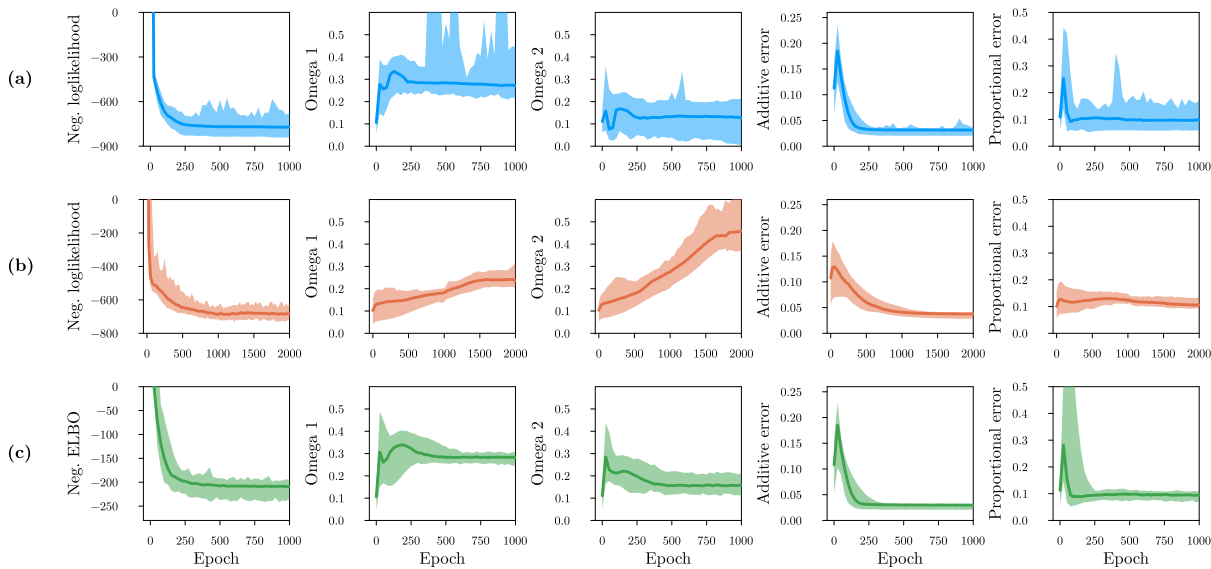 (a)
Neg. loglikelihood
0
−300
−600
−900
0 250 500 750 1000
Omega 1
0.5
0.4
0.3
0.2
0.1
0.0
0 250 500 750 1000
Omega 2
0.5
0.4
0.3
0.2
0.1
0.0
0 250 500 750 1000
Additive error
0.25
0.20
0.15
0.10
0.05
0.00
0 250 500 750 1000
Proportional error
0.5
0.4
0.3
0.2
0.1
0.0
0 250 500 750 1000
(b)
Neg. loglikelihood
0
−200
−400
−600
−800
0 500 1000 1500 2000
Omega 1
0.5
0.4
0.3
0.2
0.1
0.0
0 500 1000 1500 2000
Omega 2
0.5
0.4
0.3
0.2
0.1
0.0
0 500 1000 1500 2000
Additive error
0.25
0.20
0.15
0.10
0.05
0.00
0 500 1000 1500 2000
Proportional error
0.5
0.4
0.3
0.2
0.1
0.0
0 500 1000 1500 2000
(c)
Neg. ELBO
0
−50
−100
−150
−200
−250
0 250 500 750 1000
Epoch
Omega 1
0.5
0.4
0.3
0.2
0.1
0.0
0 250 500 750 1000
Epoch
Omega 2
0.5
0.4
0.3
0.2
0.1
0.0
0 250 500 750 1000
Epoch
Additive error
0.25
0.20
0.15
0.10
0.05
0.00
0 250 500 750 1000
Epoch
Proportional error
0.5
0.4
0.3
0.2
0.1
0.0
0 250 500 750 1000
Epoch